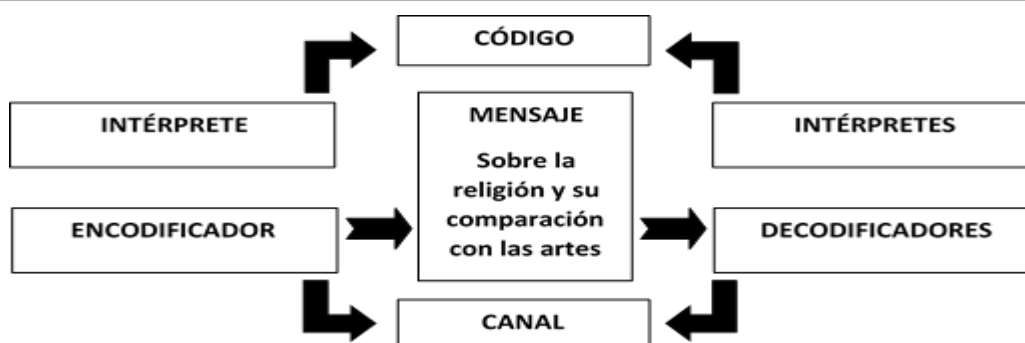 CÓDIGO
INTÉRPRETE
MENSAJE
Sobre la
religión y su
comparación
con las artes
INTÉRPRETES
ENCODIFICADOR
DECODIFICADORES
CANAL